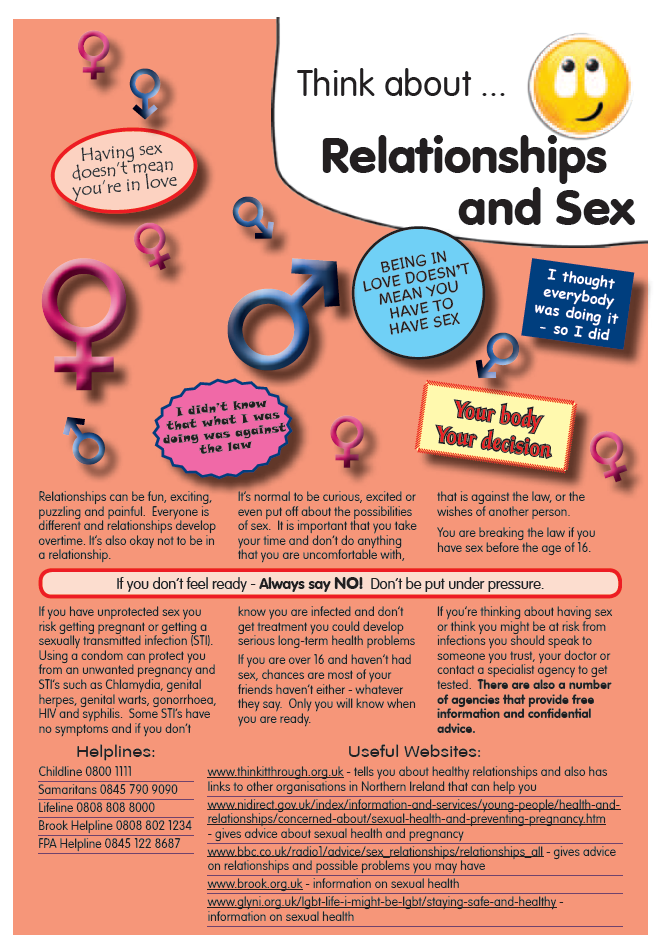 Think about ...
Relationships
and Sex
Having sex
doesn't mean
you're in love
BEING IN
LOVE DOESN'T
MEAN YOU
HAVE TO
HAVE SEX
I thought
everybody
was doing it
- so I did
I didn't know
that what I was
doing was against
the law
Your body
Your decision
Relationships can be fun, exciting,
puzzling and painful. Everyone is
different and relationships develop
overtime. It's also okay not to be in
a relationship.
It's normal to be curious, excited or
even put off about the possibilities
of sex. It is important that you take
your time and don't do anything
that you are uncomfortable with,
that is against the law, or the
wishes of another person.
You are breaking the law if you
have sex before the age of 16.
If you don't feel ready - Always say NO! Don't be put under pressure.
If you have unprotected sex you
risk getting pregnant or getting a
sexually transmitted infection (STI).
Using a condom can protect you
from an unwanted pregnancy and
STI's such as Chlamydia, genital
herpes, genital warts, gonorrhoea,
HIV and syphilis. Some STI's have
no symptoms and if you don't
know you are infected and don't
get treatment you could develop
serious long-term health problems
If you are over 16 and haven't had
sex, chances are most of your
friends haven't either - whatever
they say. Only you will know when
you are ready.
If you're thinking about having sex
or think you might be at risk from
infections you should speak to
someone you trust, your doctor or
contact a specialist agency to get
tested. There are also a number
of agencies that provide free
information and confidential
advice.
Helplines:
Childline 0800 1111
Samaritans 0845 790 9090
Lifeline 0808 808 8000
Brook Helpline 0808 802 1234
FPA Helpline 0845 122 8687
Useful Websites:
www.thinkitthrough.org.uk - tells you about healthy relationships and also has
links to other organisations in Northern Ireland that can help you
www.nidirect.gov.uk/index/information-and-services/young-people/health-and-
relationships/concerned-about/sexual-health-and-preventing-pregnancy.htm
- gives advice about sexual health and pregnancy
www.bbc.co.uk/radio1/advice/sex_relationships/relationships_all - gives advice
on relationships and possible problems you may have
www.brook.org.uk - information on sexual health
www.glyni.org.uk/lgbt-life-i-might-be-lgbt/staying-safe-and-healthy -
information on sexual health